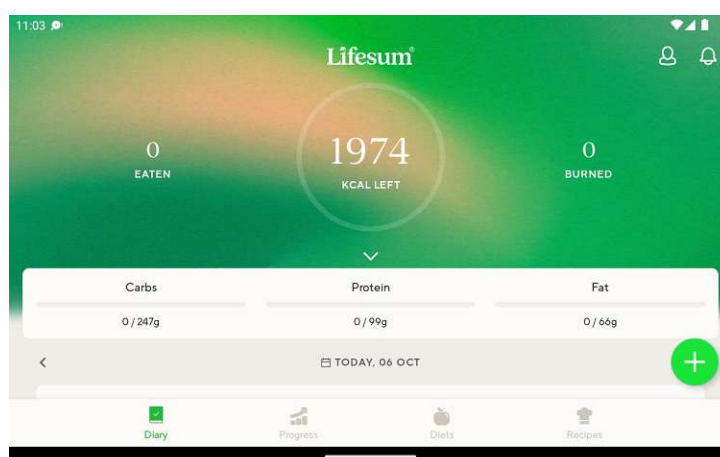 11:03
Lifesum®
0
EATEN
1974
KCAL LEFT
0
BURNED
Carbs
Protein
Fat
0 / 247g
0 / 99g
0 / 66g
TODAY, 06 OCT
Diary
Progress
Diets
Recipes